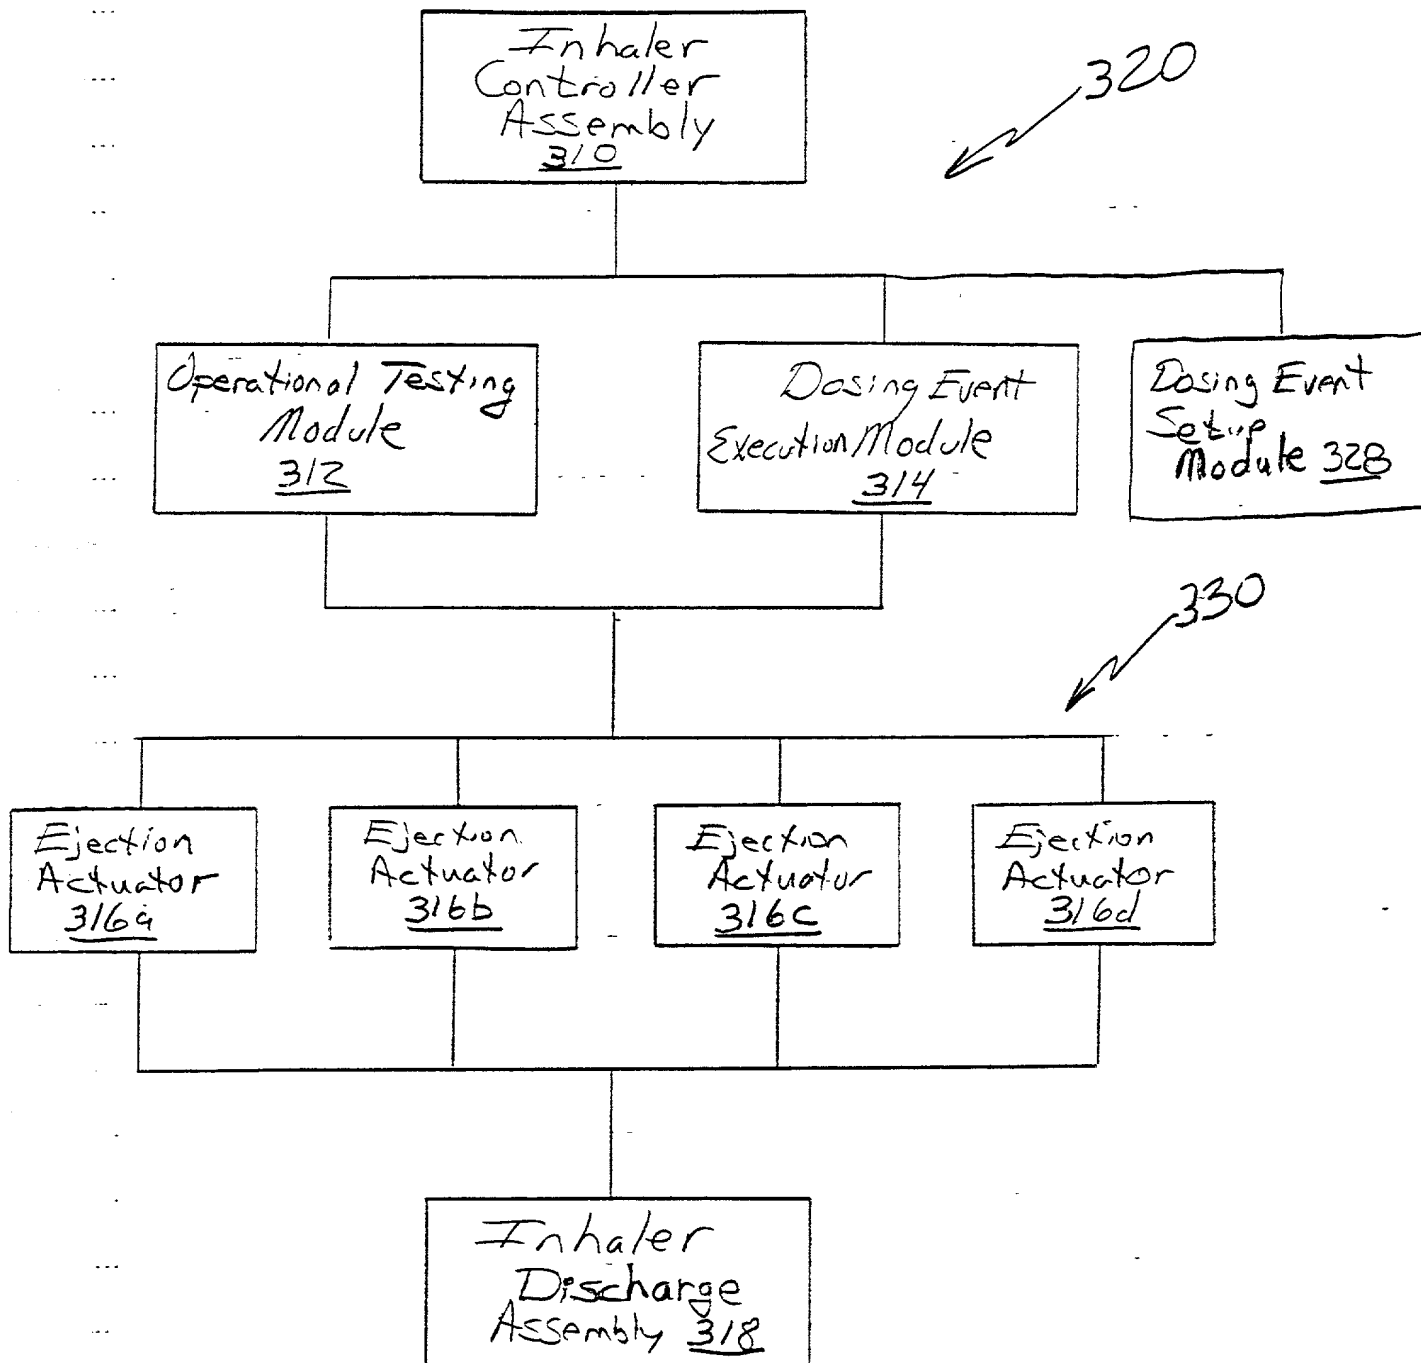 Inhaler
Controller
Assembly
310
320
Operational Testing
Module
312
Dosing Event
Execution Module
314
Dosing Event
Setup
Module 328
330
Ejection
Actuator
316a
Ejection
Actuator
316b
Ejection
Actuator
316c
Ejection
Actuator
316d
Inhaler
Discharge
Assembly 318